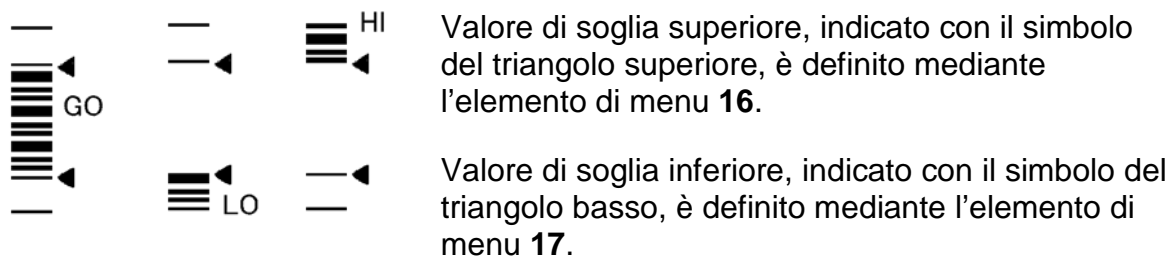 HI
GO
LO
Valore di soglia superiore, indicato con il simbolo
del triangolo superiore, è definito mediante
l'elemento di menu 16.
Valore di soglia inferiore, indicato con il simbolo del
triangolo basso, è definito mediante l'elemento di
menu 17.